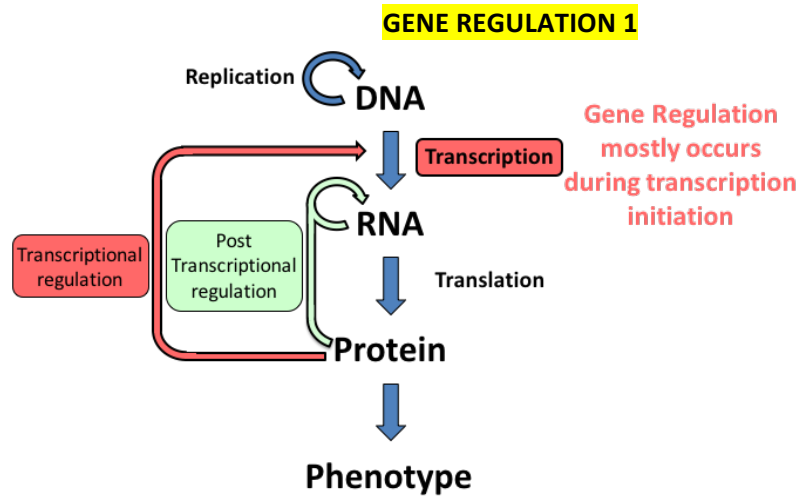 GENE REGULATION 1
Replication
DNA
Transcription
Gene Regulation
mostly occurs
during transcription
initiation
RNA
Transcriptional
regulation
Post
Transcriptional
regulation
Translation
Protein
Phenotype